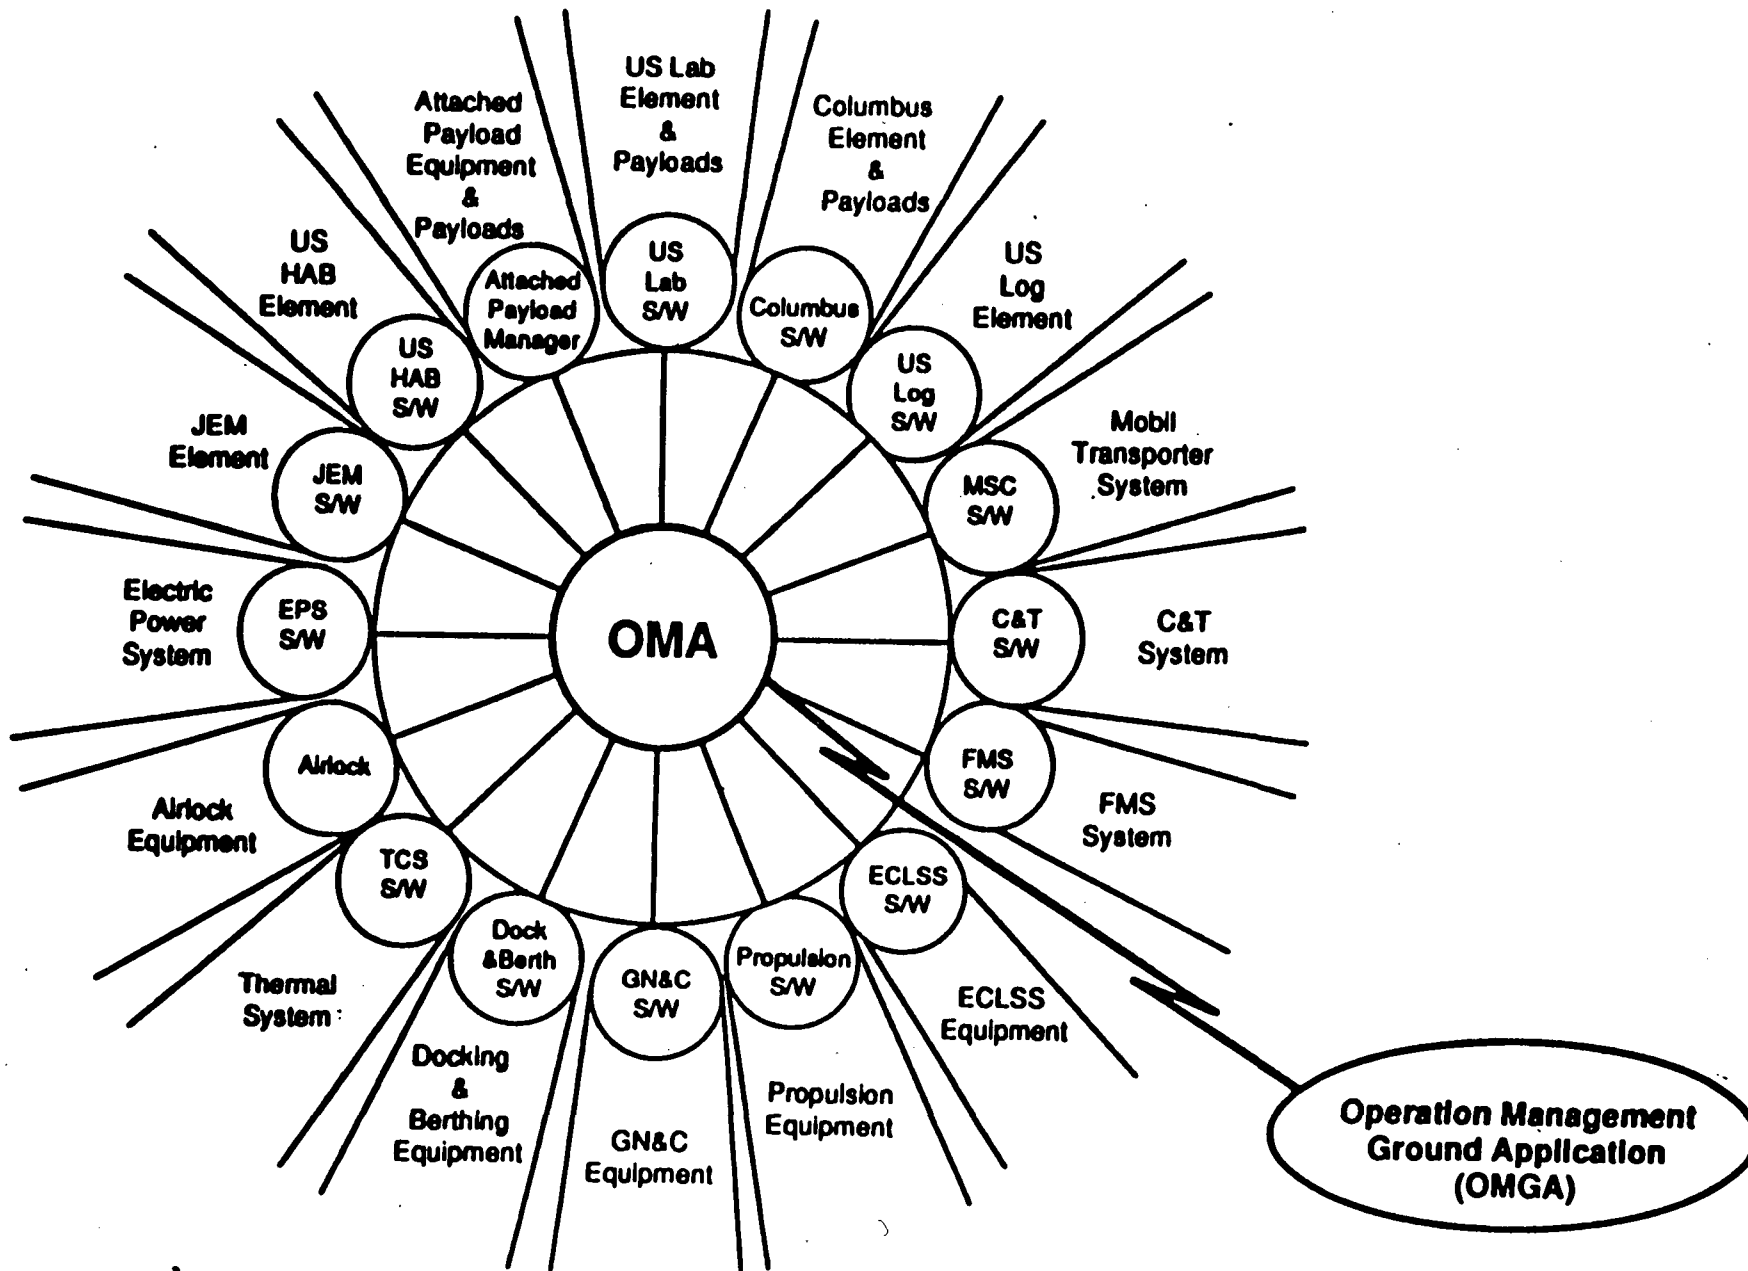 US Lab
Element
&
Payloads
Attached
Payload
Equipment
&
Payloads
Columbus
Element
&
Payloads
US
HAB
Element
US
Log
Element
US
Lab
S/W
Attached
Payload
Manager
Columbus
S/W
US
HAB
S/W
US
Log
S/W
JEM
Element
Mobil
Transporter
System
JEM
S/W
MSC
S/W
Electric
Power
System
EPS
S/W
OMA
C&T
S/W
C&T
System
Airlock
FMS
S/W
Airlock
Equipment
FMS
System
TCS
S/W
ECLSS
S/W
Dock
&Berth
S/W
GN&C
S/W
Propulsion
S/W
Thermal
System
ECLSS
Equipment
Docking
&
Berthing
Equipment
GN&C
Equipment
Propulsion
Equipment
Operation Management
Ground Application
(OMGA)